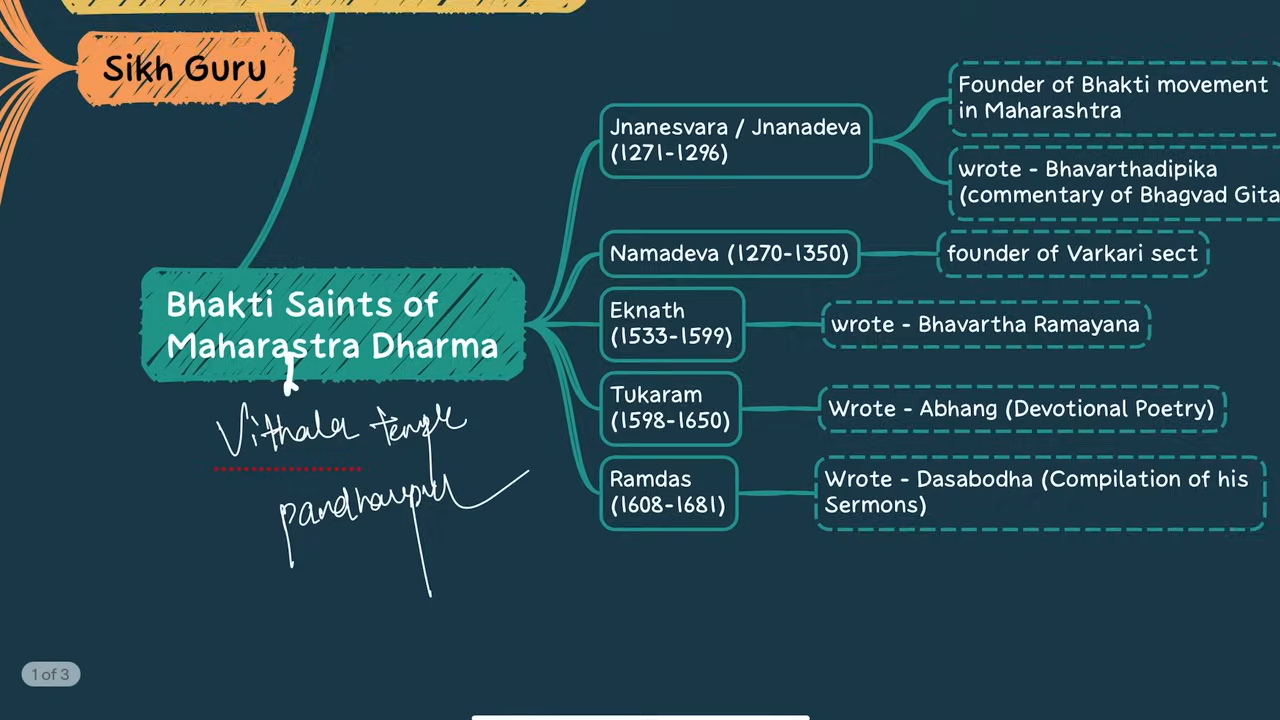 Sikh Guru
Bhakti Saints of
Maharastra Dharma
Vithala temple
pandharpur
Jnanesvara / Jnanadeva
(1271-1296)
Founder of Bhakti movement
in Maharashtra
wrote - Bhavarthadipika
(commentary of Bhagvad Gita
Namadeva (1270-1350)
founder of Varkari sect
Eknath
(1533-1599)
wrote - Bhavartha Ramayana
Tukaram
(1598-1650)
Wrote - Abhang (Devotional Poetry)
Ramdas
(1608-1681)
Wrote - Dasabodha (Compilation of his
Sermons)
1 of 3